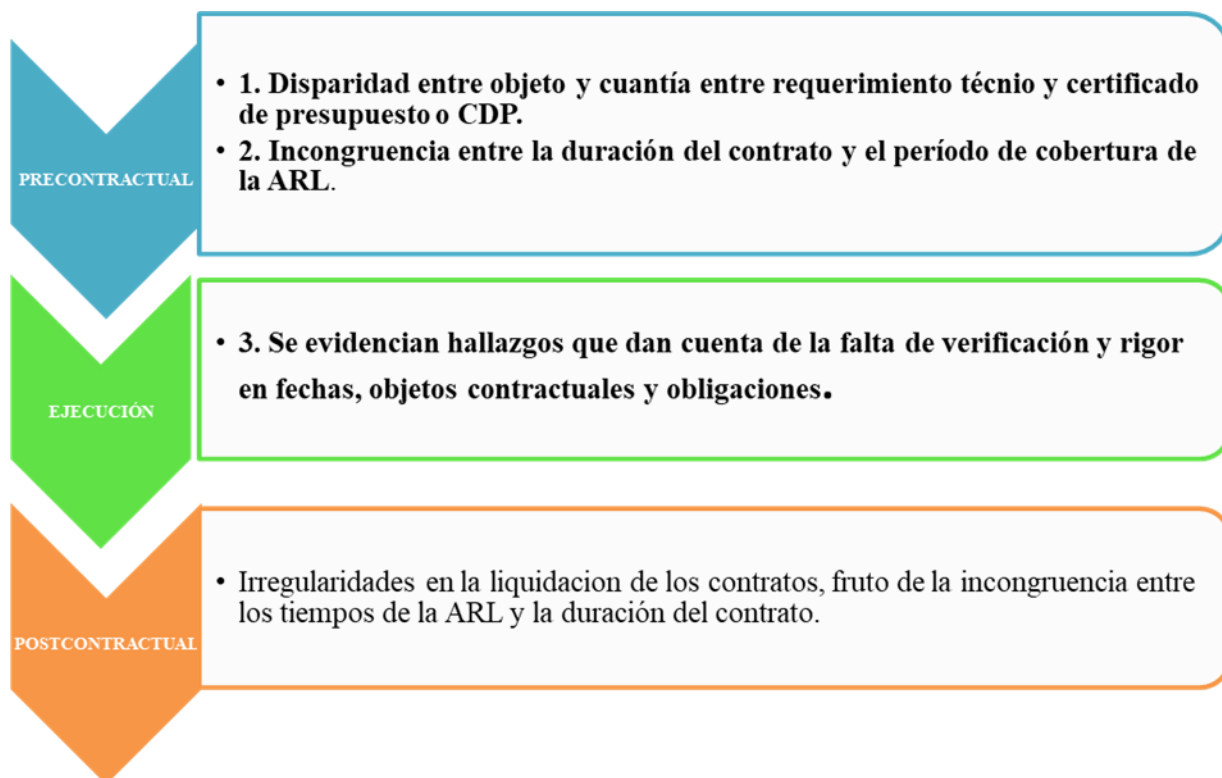 PRECONTRACTUAL
• 1. Disparidad entre objeto y cuantía entre requerimiento técnio y certificado
de presupuesto o CDP.
• 2. Incongruencia entre la duración del contrato y el período de cobertura de
la ARL.
EJECUCIÓN
• 3. Se evidencian hallazgos que dan cuenta de la falta de verificación y rigor
en fechas, objetos contractuales y obligaciones.
POSTCONTRACTUAL
• Irregularidades en la liquidacion de los contratos, fruto de la incongruencia entre
los tiempos de la ARL y la duración del contrato.